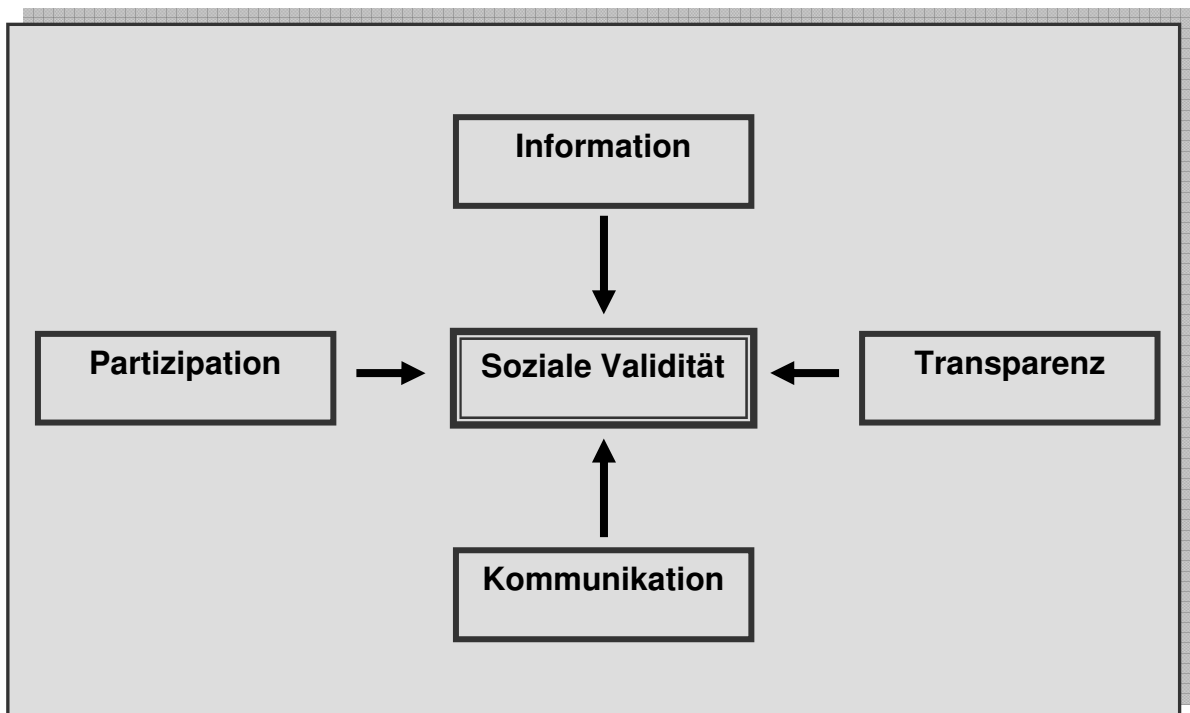 Information
Partizipation
Soziale Validität
Transparenz
Kommunikation